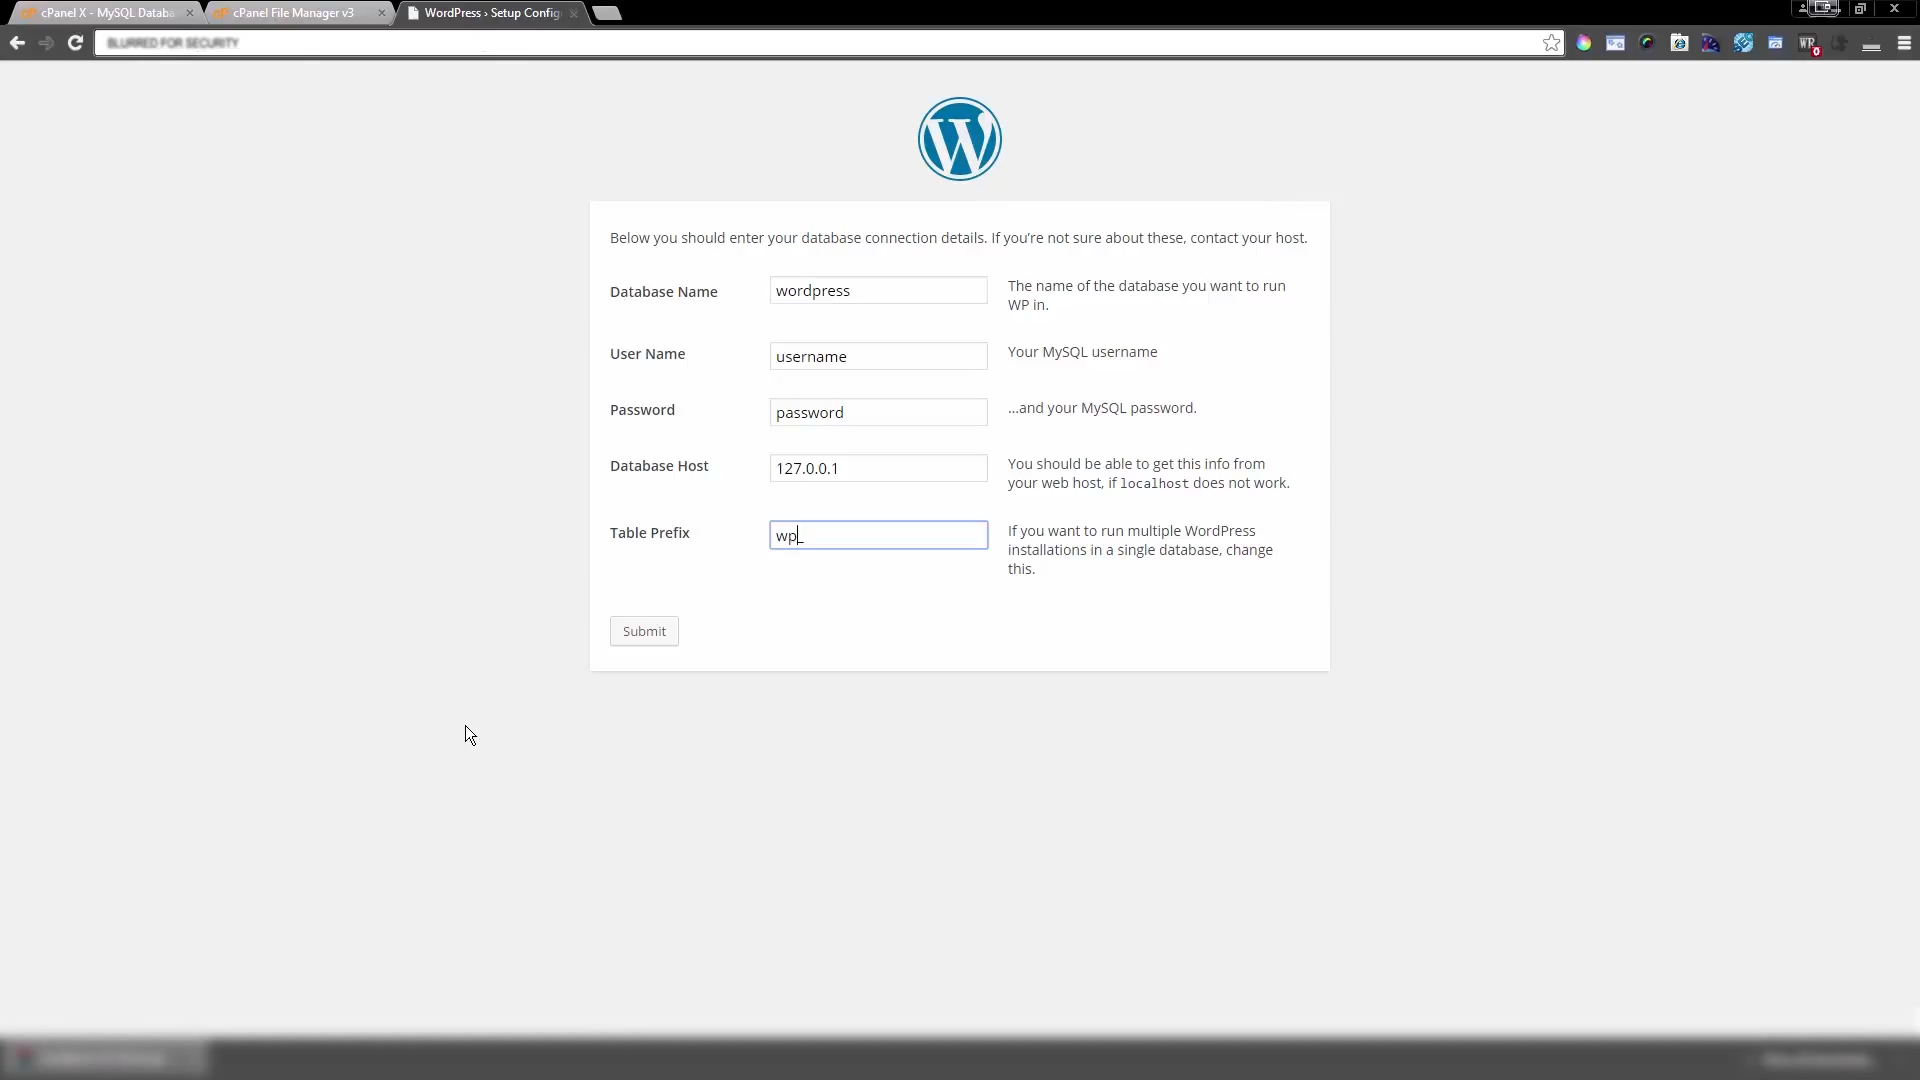 cPanel X - MySQL Databa
cPanel File Manager v3
WordPress › Setup Config
BLURRED FOR SECURITY
Below you should enter your database connection details. If you’re not sure about these, contact your host.
Database Name
wordpress
The name of the database you want to run
WP in.
User Name
username
Your MySQL username
Password
password
…and your MySQL password.
Database Host
127.0.0.1
You should be able to get this info from
your web host, if localhost does not work.
Table Prefix
wp_
If you want to run multiple WordPress
installations in a single database, change
this.
Submit